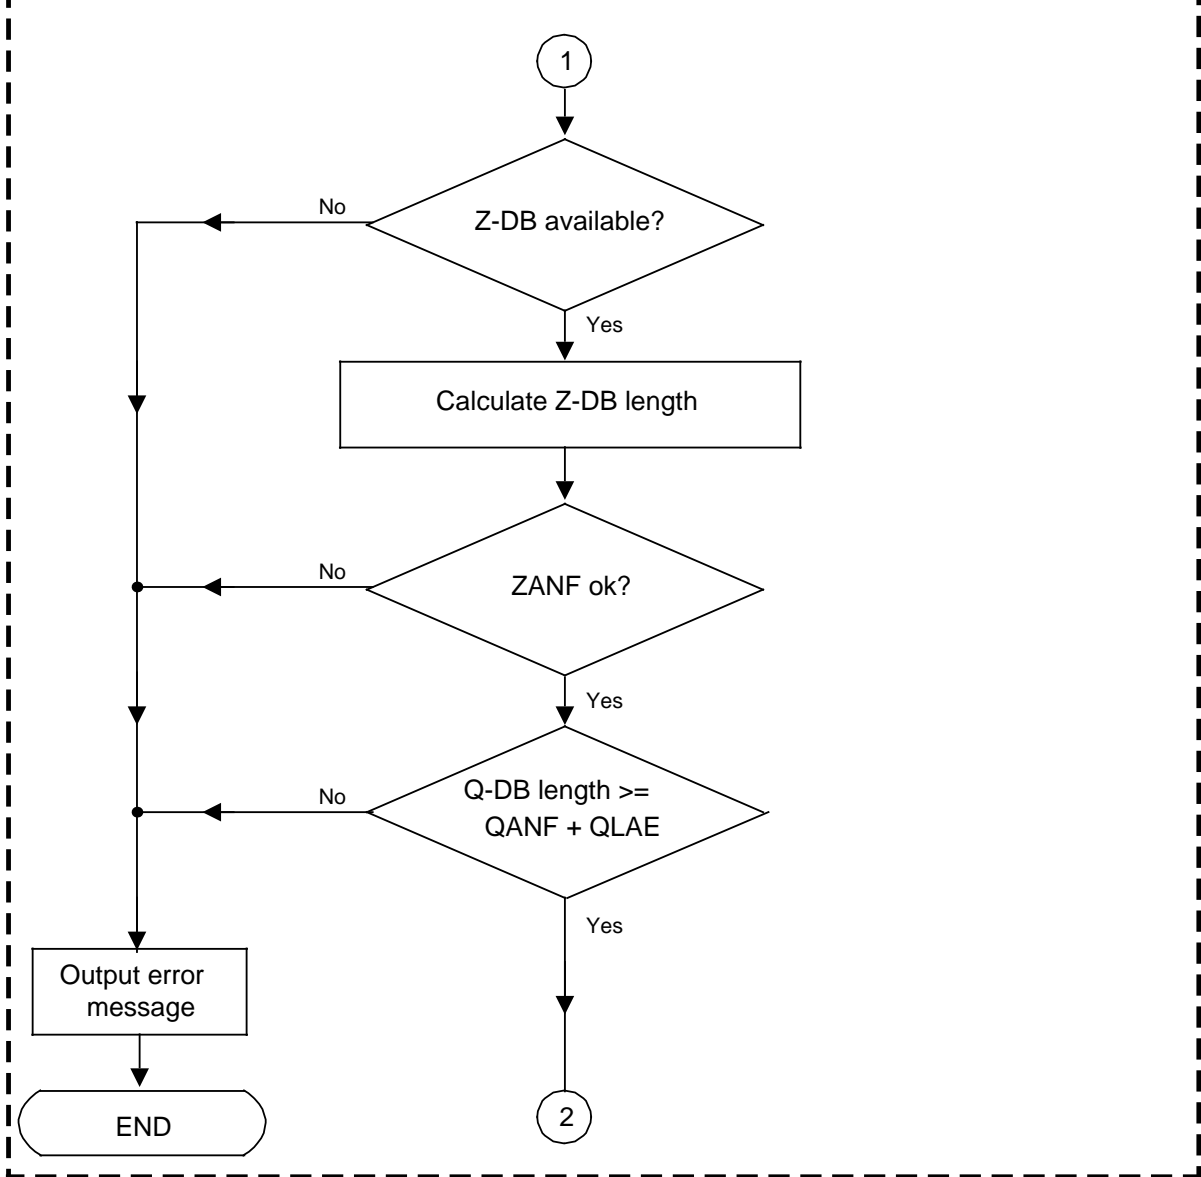 1
No
Z-DB available?
Yes
Calculate Z-DB length
No
ZANF ok?
Yes
No
Q-DB length >=
QANF + QLAE
Yes
Output error
message
END
2